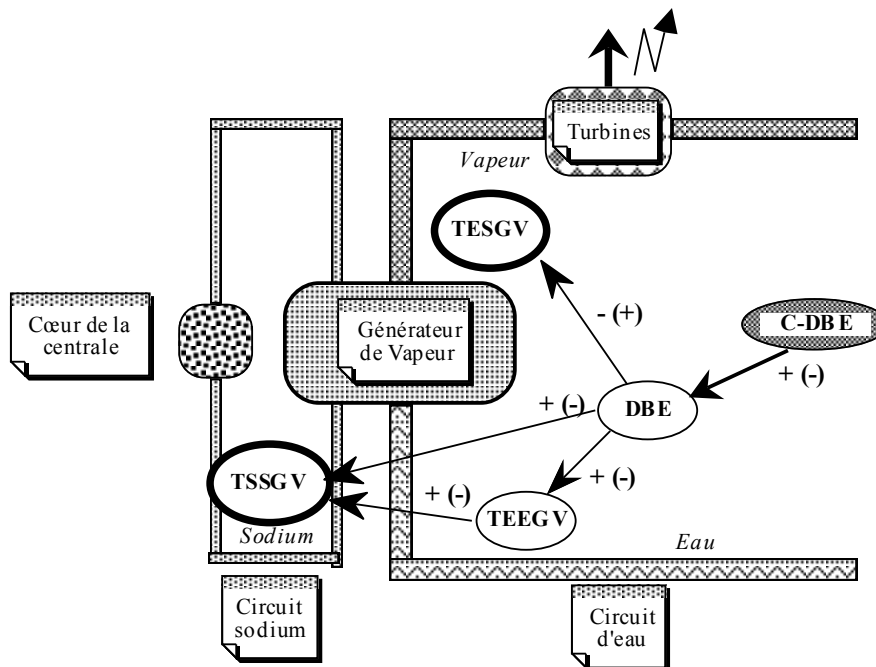 Turbines
Vapeur
TESGV
Cœur de la
centrale
Générateur
de Vapeur
C-DBE
- (+)
+ (-)
DBE
+ (-)
+ (-)
TSSGV
+ (-)
TEEGV
Sodium
Eau
Circuit
sodium
Circuit
d'eau